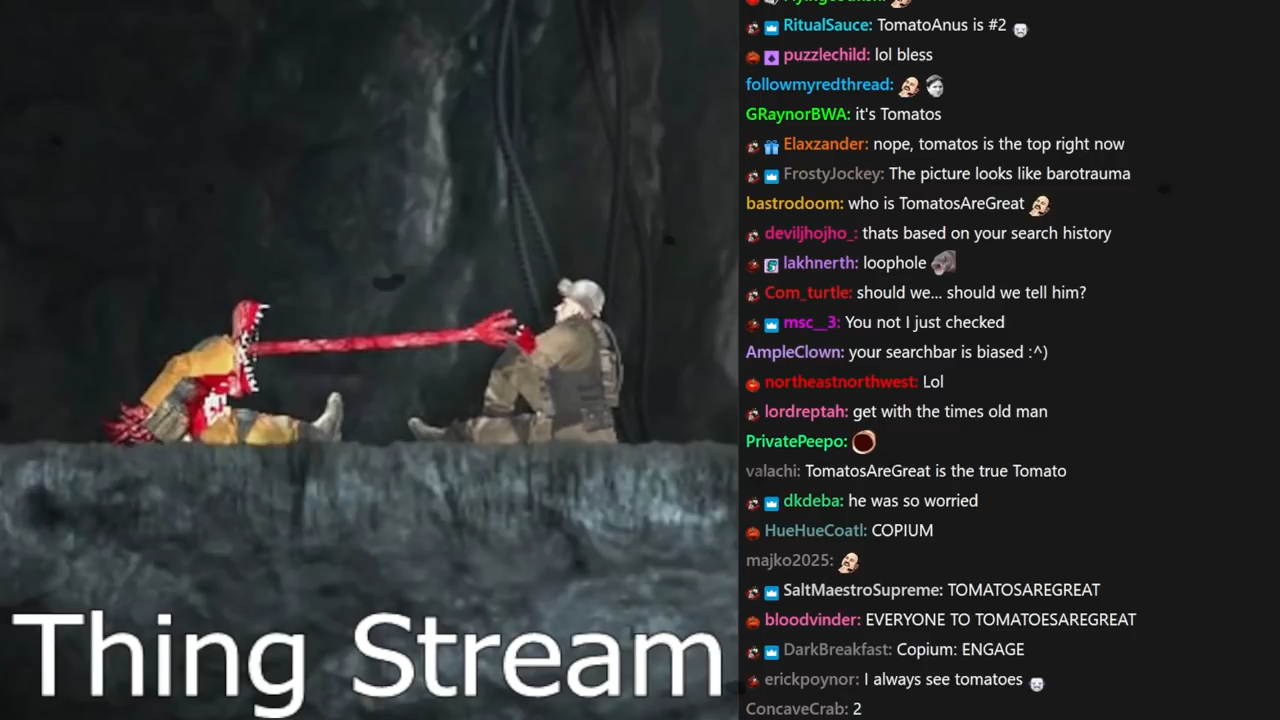 RitualSauce: TomatoAnus is #2
puzzlechild: lol bless
followmyredthread:
GRaynorBWA: it's Tomatos
Elaxzander: nope, tomatos is the top right now
FrostyJockey: The picture looks like barotrauma
bastrodoom: who is TomatosAreGreat
deviljhojho_: thats based on your search history
lakhnerth: loophole
Com_turtle: should we... should we tell him?
msc__3: You not I just checked
AmpleClown: your searchbar is biased :^)
northeastnorthwest: Lol
lordreptah: get with the times old man
PrivatePeepo:
valachi: TomatosAreGreat is the true Tomato
dkdeba: he was so worried
HueHueCoatl: COPIUM
majko2025:
SaltMaestroSupreme: TOMATOSAREGREAT
bloodvinder: EVERYONE TO TOMATOESAREGREAT
DarkBreakfast: Copium: ENGAGE
erickpoynor: I always see tomatoes
ConcaveCrab: 2
Thing Stream